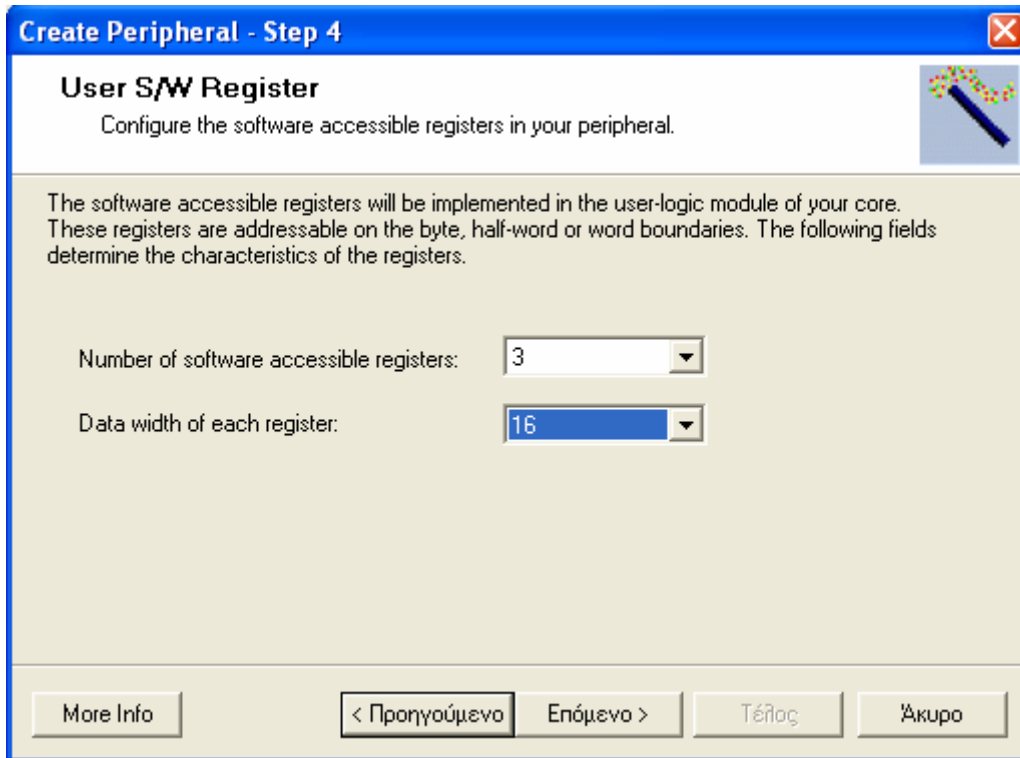 Create Peripheral - Step 4
User S/W Register
Configure the software accessible registers in your peripheral.
The software accessible registers will be implemented in the user-logic module of your core.
These registers are addressable on the byte, half-word or word boundaries. The following fields
determine the characteristics of the registers.
Number of software accessible registers: 3
Data width of each register: 16
More Info < Προηγούμενο Επόμενο > Τέλος Άκυρο